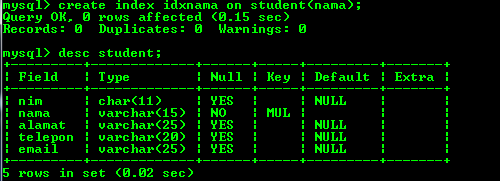 mysql> create index idxnama on student(nama);
Query OK, 0 rows affected (0.15 sec)
Records: 0  Duplicates: 0  Warnings: 0

mysql> desc student;
+---------+-------------+------+-----+---------+-------+
| Field   | Type        | Null | Key | Default | Extra |
+---------+-------------+------+-----+---------+-------+
| nim     | char(11)    | YES  |     | NULL    |       |
| nama    | varchar(15) | NO   | MUL |         |       |
| alamat  | varchar(25) | YES  |     | NULL    |       |
| telepon | varchar(20) | YES  |     | NULL    |       |
| email   | varchar(25) | YES  |     | NULL    |       |
+---------+-------------+------+-----+---------+-------+
5 rows in set (0.02 sec)